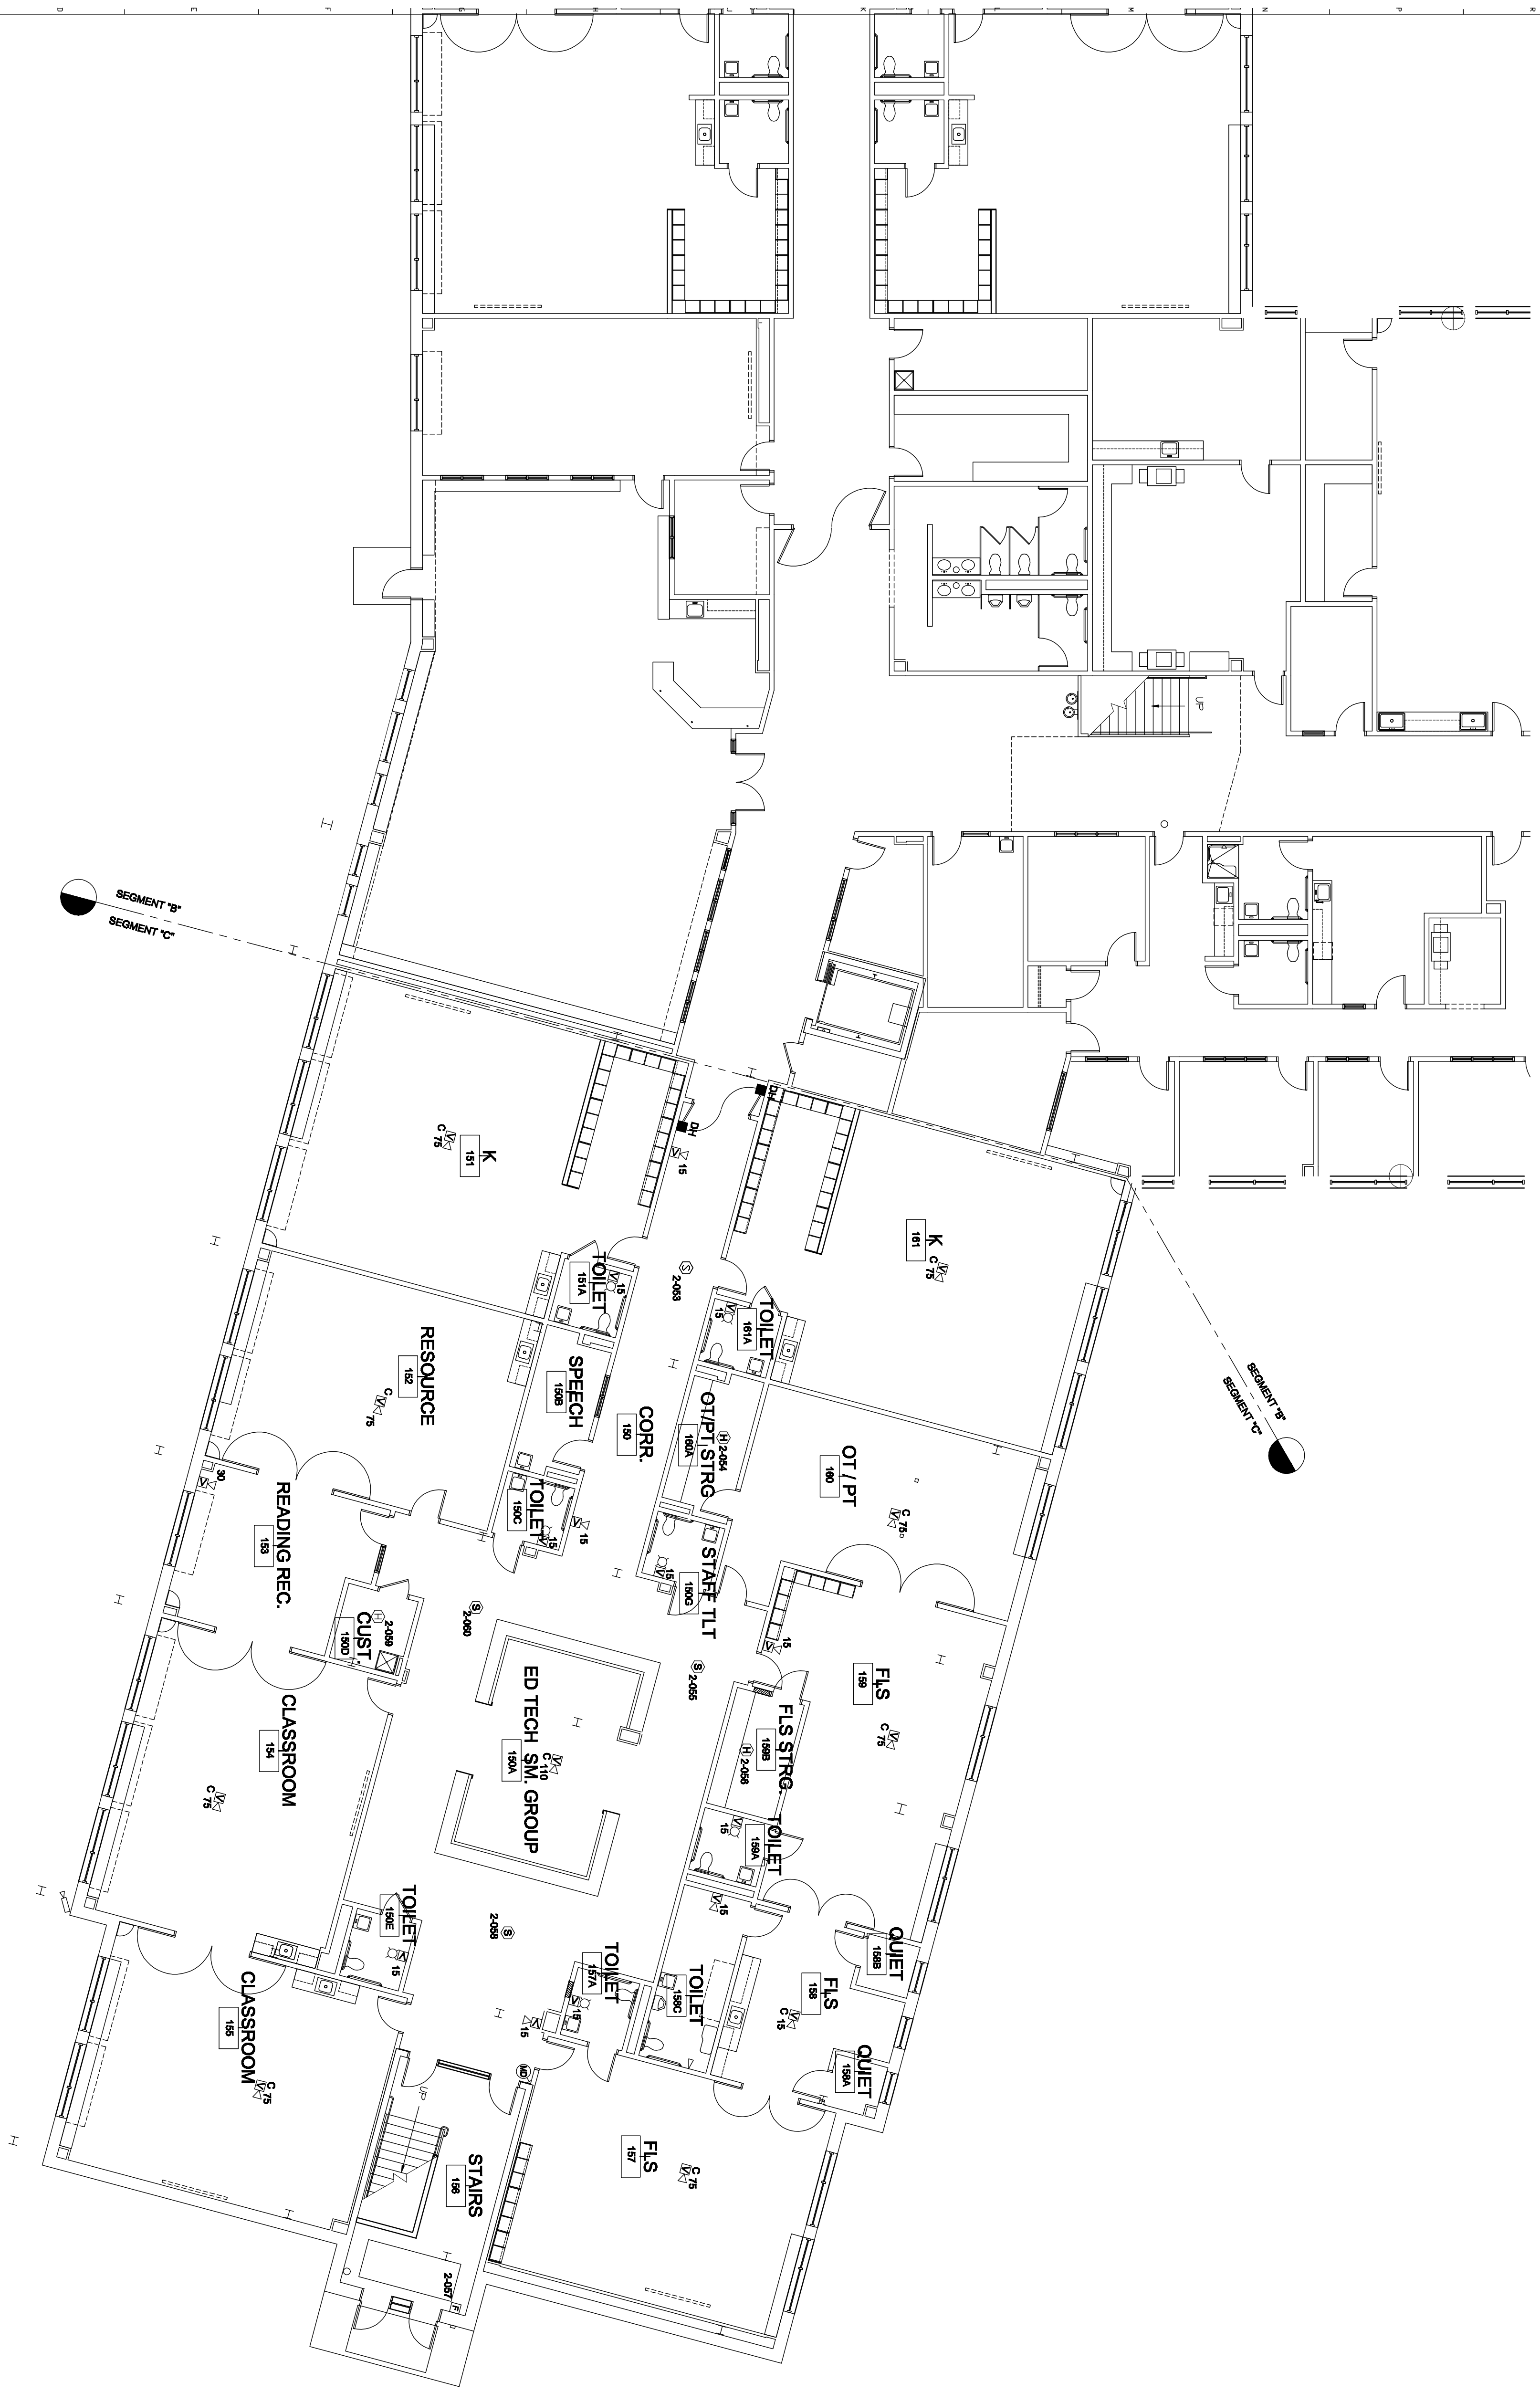 D
E
F
G
H
J
K
L
M
N
P
R
UP
SEGMENT "B"
SEGMENT "C"
SEGMENT "B"
SEGMENT "C"
DH
DH
15
K
151
C
75
V
K
161
C
75
V
TOILET
151A
15
V
S
2-053
TOILET
161A
15
V
RESOURCE
152
C
75
V
SPEECH
150B
CORR.
150
OT/PT STRG
160A
H
2-054
OT / PT
160
C
75
V
READING REC.
153
30
V
TOILET
150C
15
V
15
V
STAFF TLT
150G
15
V
CUST.
150D
H
2-059
S
2-060
S
2-055
15
V
FLS
159
C
75
V
FLS STRG.
159B
H
2-056
CLASSROOM
154
C
75
V
ED TECH SM. GROUP
150A
C
110
V
TOILET
159A
15
V
15
V
TOILET
150E
15
V
S
2-058
TOILET
157A
15
V
15
V
TOILET
158C
FLS
158
C
15
V
QUIET
158B
QUIET
158A
CLASSROOM
155
C
75
V
MD
UP
STAIRS
156
FLS
157
C
75
V
2-057
F